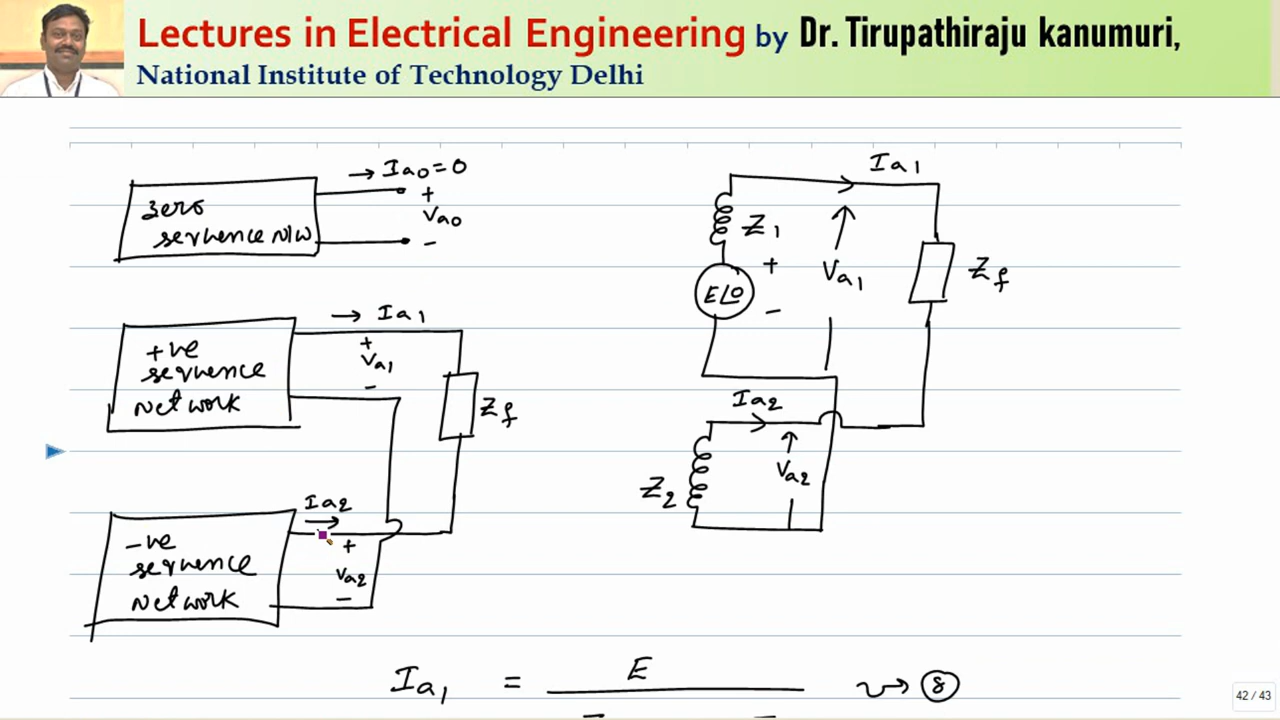 Lectures in Electrical Engineering by Dr. Tirupathiraju kanumuri,
National Institute of Technology Delhi
→ Ia0 = 0
zero
sequence N/W
+
Va0
-
→ Ia1
+ve
sequence
network
+
Va1
-
Zf
Ia2
→
-ve
sequence
network
+
Va2
-
Ia1
Z1
E∠0
+
-
Va1
Zf
Ia2
Z2
Va2
Ia1 = E
8
42 / 43